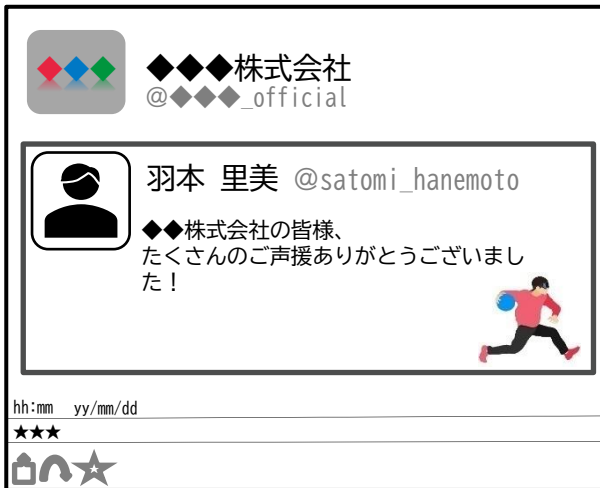 ◆◆◆株式会社
@◆◆◆_official
羽本 里美 @satomi_hanemoto
◆◆株式会社の皆様、
たくさんのご声援ありがとうございまし
た！
hh:mm yy/mm/dd
★★★